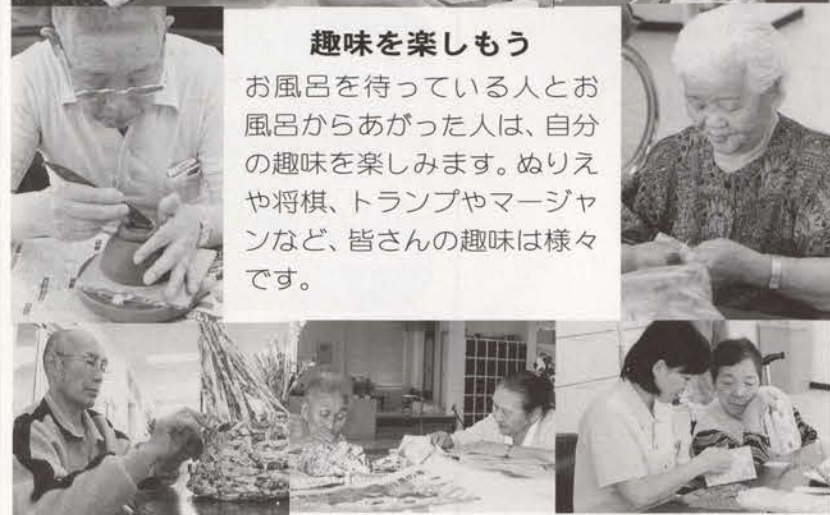 趣味を楽しもう
お風呂を待っている人とお
風呂からあがった人は、自分
の趣味を楽しみます。ぬりえ
や将棋、トランプやマージャ
ンなど、皆さんの趣味は様々
です。